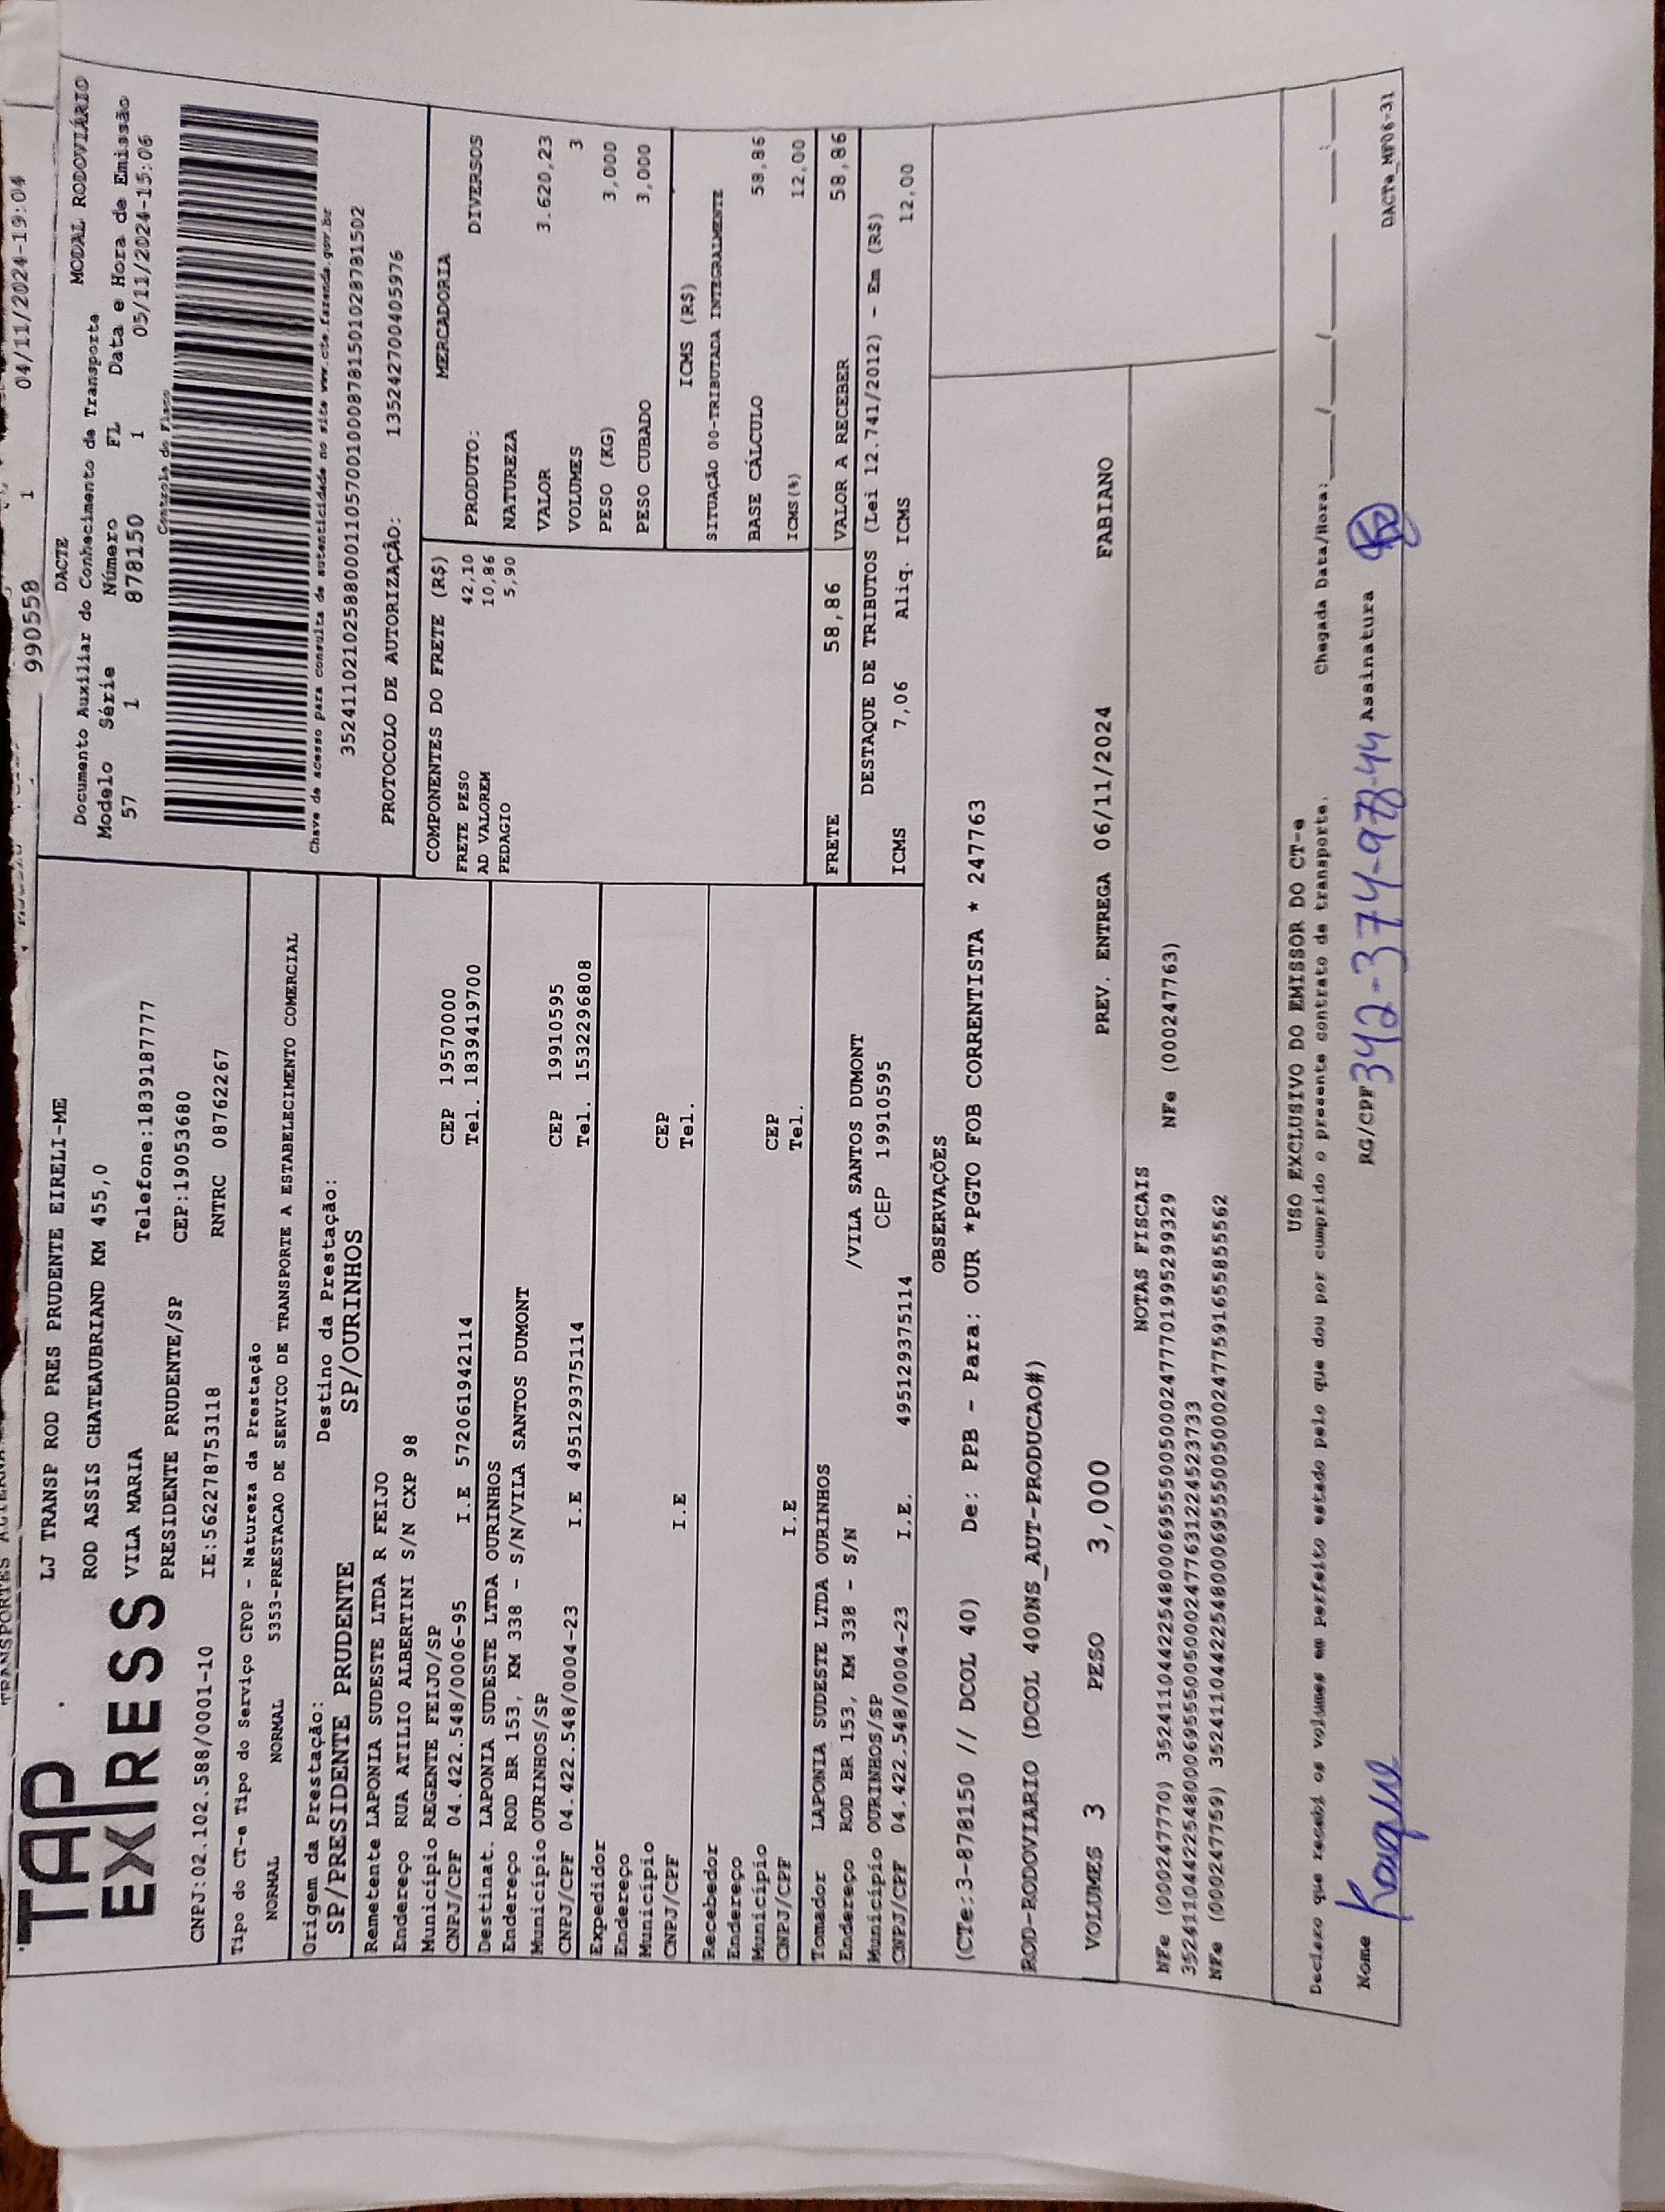 990558 1 04/11/2024-19:04
TAP
EXPRESS
LJ TRANSP ROD PRES PRUDENTE EIRELI-ME
ROD ASSIS CHATEAUBRIAND KM 455,0
VILA MARIA Telefone:1839187777
PRESIDENTE PRUDENTE/SP CEP:19053680
CNPJ:02.102.588/0001-10 IE:562278753118 RNTRC 08762267
DACTE
Documento Auxiliar do Conhecimento de Transporte MODAL RODOVIÁRIO
Modelo Série Número FL Data e Hora de Emissão
57 1 878150 1 05/11/2024-15:06
Controle do Fisco
Chave de acesso para consulta de autenticidade no site www.cte.fazenda.gov.br
35241102102588000110570010008781501028781502
PROTOCOLO DE AUTORIZAÇÃO: 135242700405976
Tipo do CT-e Tipo do Serviço CFOP - Natureza da Prestação
NORMAL NORMAL 5353-PRESTACAO DE SERVICO DE TRANSPORTE A ESTABELECIMENTO COMERCIAL
Origem da Prestação: Destino da Prestação:
SP/PRESIDENTE PRUDENTE SP/OURINHOS
Remetente LAPONIA SUDESTE LTDA R FEIJO
Endereço RUA ATILIO ALBERTINI S/N CXP 98
Município REGENTE FEIJO/SP CEP 19570000
CNPJ/CPF 04.422.548/0006-95 I.E 572061942114 Tel. 1839419700
Destinat. LAPONIA SUDESTE LTDA OURINHOS
Endereço ROD BR 153, KM 338 - S/N/VILA SANTOS DUMONT
Município OURINHOS/SP CEP 19910595
CNPJ/CPF 04.422.548/0004-23 I.E 495129375114 Tel. 1532296808
Expedidor
Endereço
Município CEP
CNPJ/CPF I.E Tel.
Recebedor
Endereço
Município CEP
CNPJ/CPF I.E Tel.
Tomador LAPONIA SUDESTE LTDA OURINHOS
Endereço ROD BR 153, KM 338 - S/N /VILA SANTOS DUMONT
Município OURINHOS/SP CEP 19910595
CNPJ/CPF 04.422.548/0004-23 I.E. 495129375114
COMPONENTES DO FRETE (R$)
FRETE PESO 42,10
AD VALOREM 10,86
PEDAGIO 5,90
MERCADORIA
PRODUTO: DIVERSOS
NATUREZA
VALOR 3.620,23
VOLUMES 3
PESO (KG) 3,000
PESO CUBADO 3,000
ICMS (R$)
SITUAÇÃO 00-TRIBUTADA INTEGRALMENTE
BASE CÁLCULO 58,86
ICMS(%) 12,00
FRETE 58,86 VALOR A RECEBER 58,86
DESTAQUE DE TRIBUTOS (Lei 12.741/2012) - Em (R$)
ICMS 7,06 Aliq. ICMS 12,00
OBSERVAÇÕES
(CTe:3-878150 // DCOL 40) De: PPB - Para: OUR *PGTO FOB CORRENTISTA * 247763
ROD-RODOVIARIO (DCOL 400NS_AUT-PRODUCAO#)
VOLUMES 3 PESO 3,000 PREV. ENTREGA 06/11/2024 FABIANO
NOTAS FISCAIS
NFe (000247770) 35241104422548000695550050002477701995299329 NFe (000247763)
35241104422548000695550050002477631224523733
NFe (000247759) 35241104422548000695550050002477591655855562
USO EXCLUSIVO DO EMISSOR DO CT-e
Declaro que recebi os volumes em perfeito estado pelo que dou por cumprido o presente contrato de transporte. Chegada Data/Hora:____/____/____ ___:___
Nome RG/CPF 342-374-978-44 Assinatura
DACTe_MF06-31